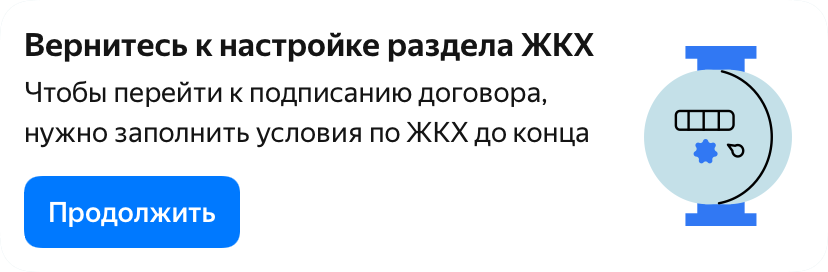 Вернитесь к настройке раздела ЖКХ
Чтобы перейти к подписанию договора,
нужно заполнить условия по ЖКХ до конца
Продолжить